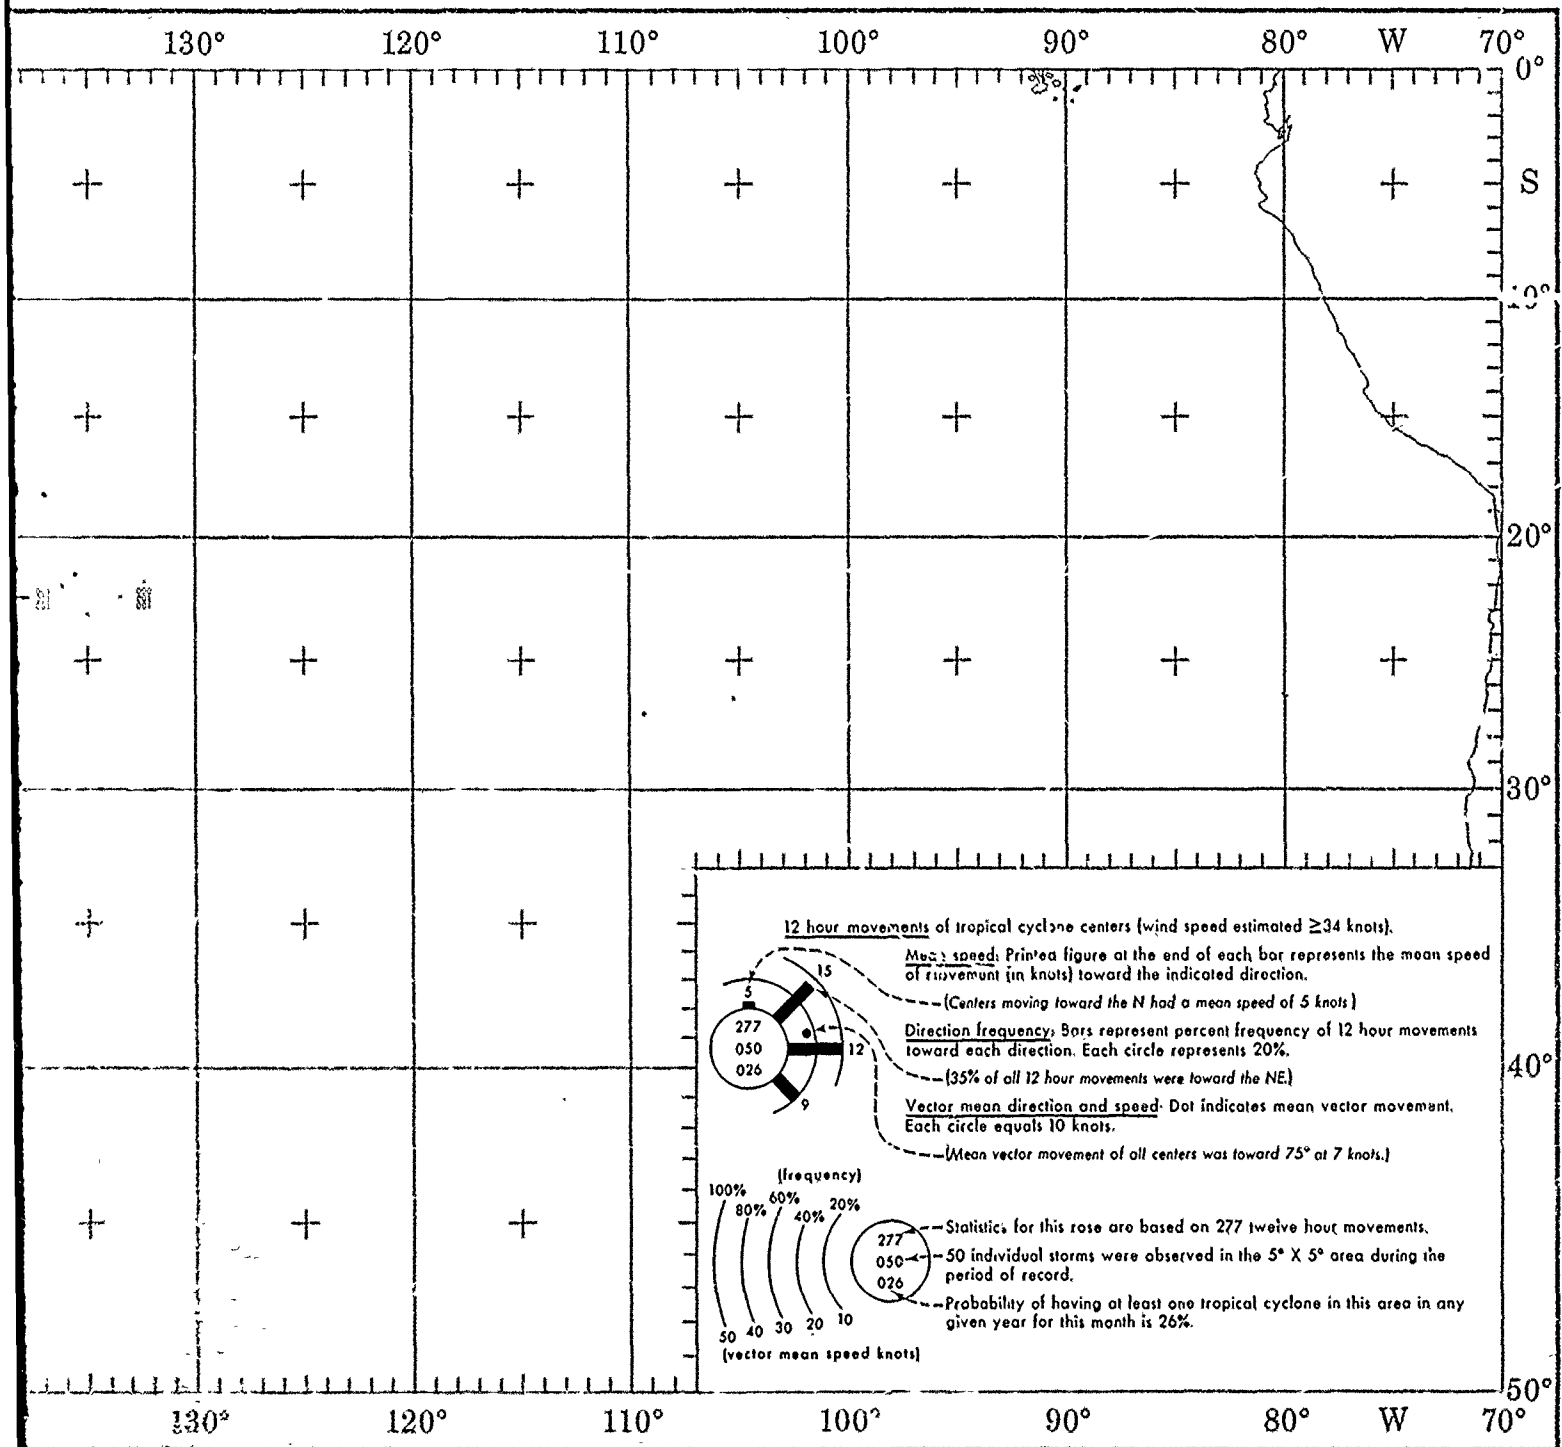 130° 120° 110° 100° 90° 80° W 70°
0°
S
20°
30°
40°
50°
12 hour movements of tropical cyclone centers (wind speed estimated ≥34 knots).
Mean speed: Printed figure at the end of each bar represents the mean speed
of movement (in knots) toward the indicated direction.
(Centers moving toward the N had a mean speed of 5 knots)
Direction frequency: Bars represent percent frequency of 12 hour movements
toward each direction. Each circle represents 20%.
(35% of all 12 hour movements were toward the NE.)
Vector mean direction and speed. Dot indicates mean vector movement.
Each circle equals 10 knots.
(Mean vector movement of all centers was toward 75° at 7 knots.)
15
5
277
050
026
12
9
(frequency)
100% 80% 60% 40% 20%
50 40 30 20 10
(vector mean speed knots)
277
050
026
Statistics for this rose are based on 277 twelve hour movements.
50 individual storms were observed in the 5° X 5° area during the
period of record.
Probability of having at least one tropical cyclone in this area in any
given year for this month is 26%.
130° 120° 110° 100° 90° 80° W 70°